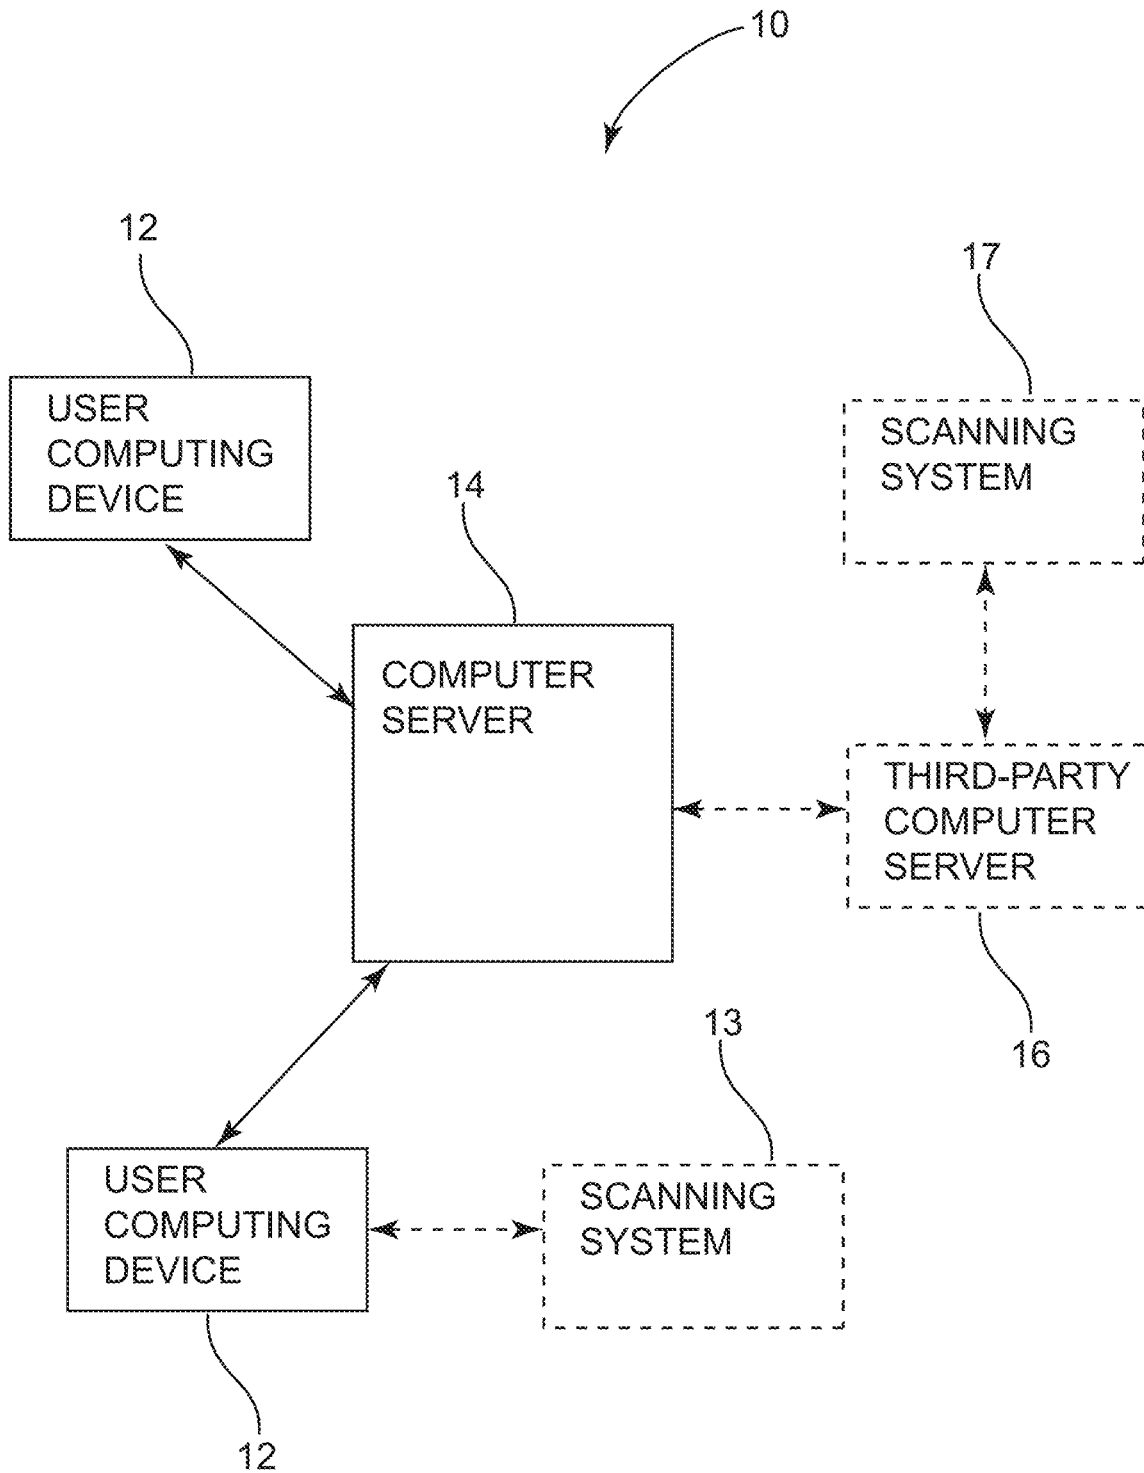 10
12
17
USER
COMPUTING
DEVICE
SCANNING
SYSTEM
14
COMPUTER
SERVER
THIRD-PARTY
COMPUTER
SERVER
13
16
USER
COMPUTING
DEVICE
SCANNING
SYSTEM
12